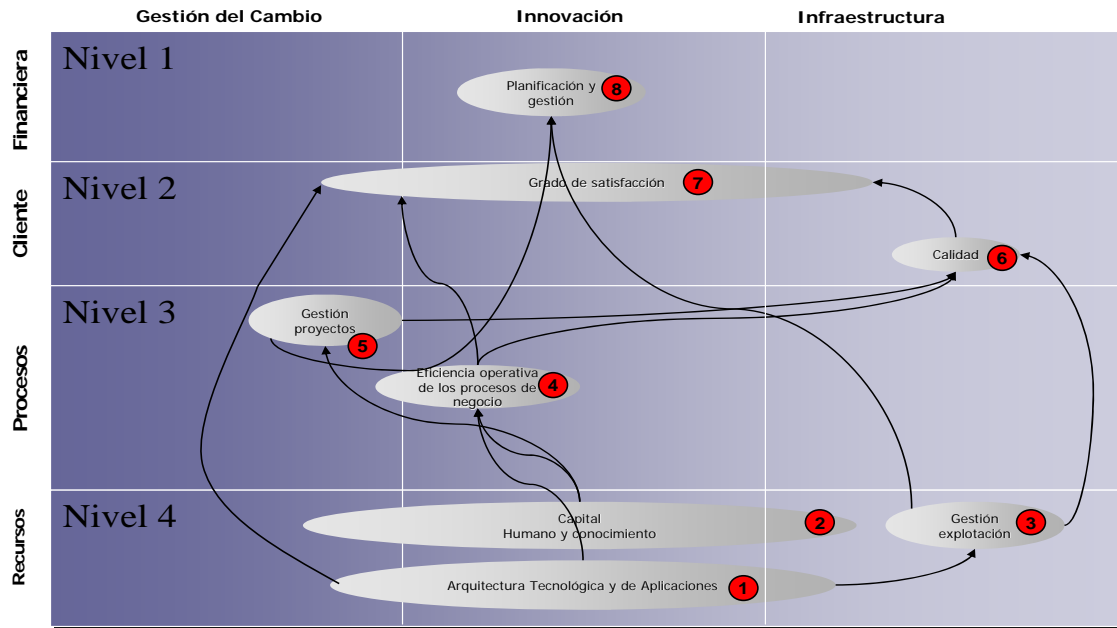 Gestión del Cambio
Innovación
Infraestructura
Financiera
Nivel 1
Planificación y
gestión
8
Cliente
Nivel 2
Grado de satisfacción
7
Calidad
6
Procesos
Nivel 3
Gestión
proyectos
5
Eficiencia operativa
de los procesos de
negocio
4
Recursos
Nivel 4
Capital
Humano y conocimiento
2
Gestión
explotación
3
Arquitectura Tecnológica y de Aplicaciones
1